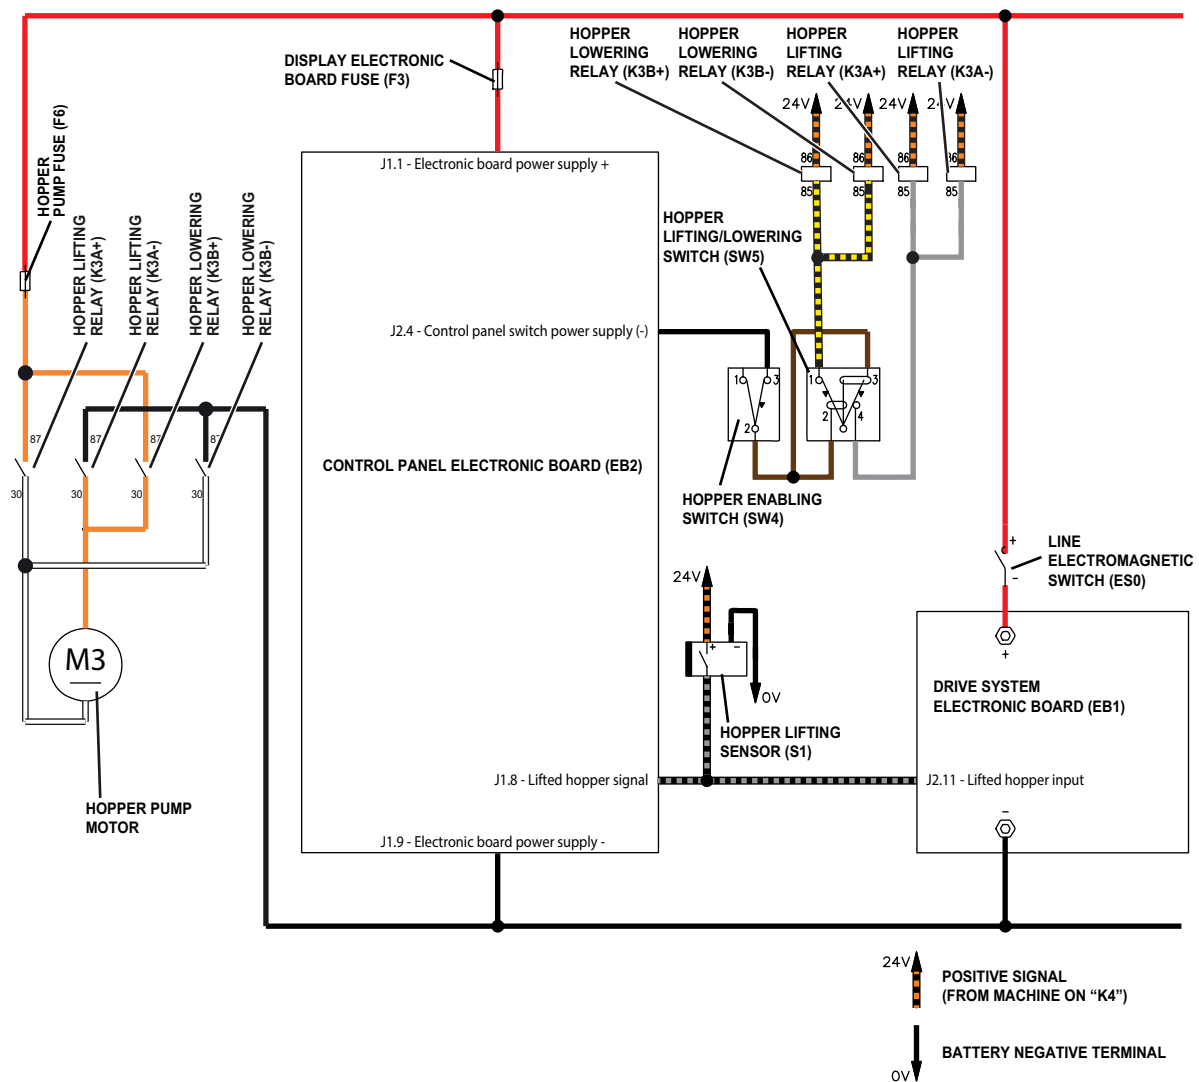 HOPPER
LOWERING
RELAY (K3B+)
HOPPER
LOWERING
RELAY (K3B-)
HOPPER
LIFTING
RELAY (K3A+)
HOPPER
LIFTING
RELAY (K3A-)
DISPLAY ELECTRONIC
BOARD FUSE (F3)
24V
24V
24V
24V
86
86
86
86
85
85
85
85
HOPPER
PUMP FUSE (F6)
HOPPER LIFTING
RELAY (K3A+)
HOPPER LIFTING
RELAY (K3A-)
HOPPER LOWERING
RELAY (K3B+)
HOPPER LOWERING
RELAY (K3B-)
J1.1 - Electronic board power supply +
HOPPER
LIFTING/LOWERING
SWITCH (SW5)
J2.4 - Control panel switch power supply (-)
1
3
2
1
3
2
4
87
87
87
87
30
30
30
30
CONTROL PANEL ELECTRONIC BOARD (EB2)
HOPPER ENABLING
SWITCH (SW4)
+
-
LINE
ELECTROMAGNETIC
SWITCH (ES0)
24V
+ -
0V
HOPPER LIFTING
SENSOR (S1)
M3
HOPPER PUMP
MOTOR
+
DRIVE SYSTEM
ELECTRONIC BOARD (EB1)
J1.8 - Lifted hopper signal
J2.11 - Lifted hopper input
-
J1.9 - Electronic board power supply -
24V
POSITIVE SIGNAL
(FROM MACHINE ON “K4”)
BATTERY NEGATIVE TERMINAL
0V